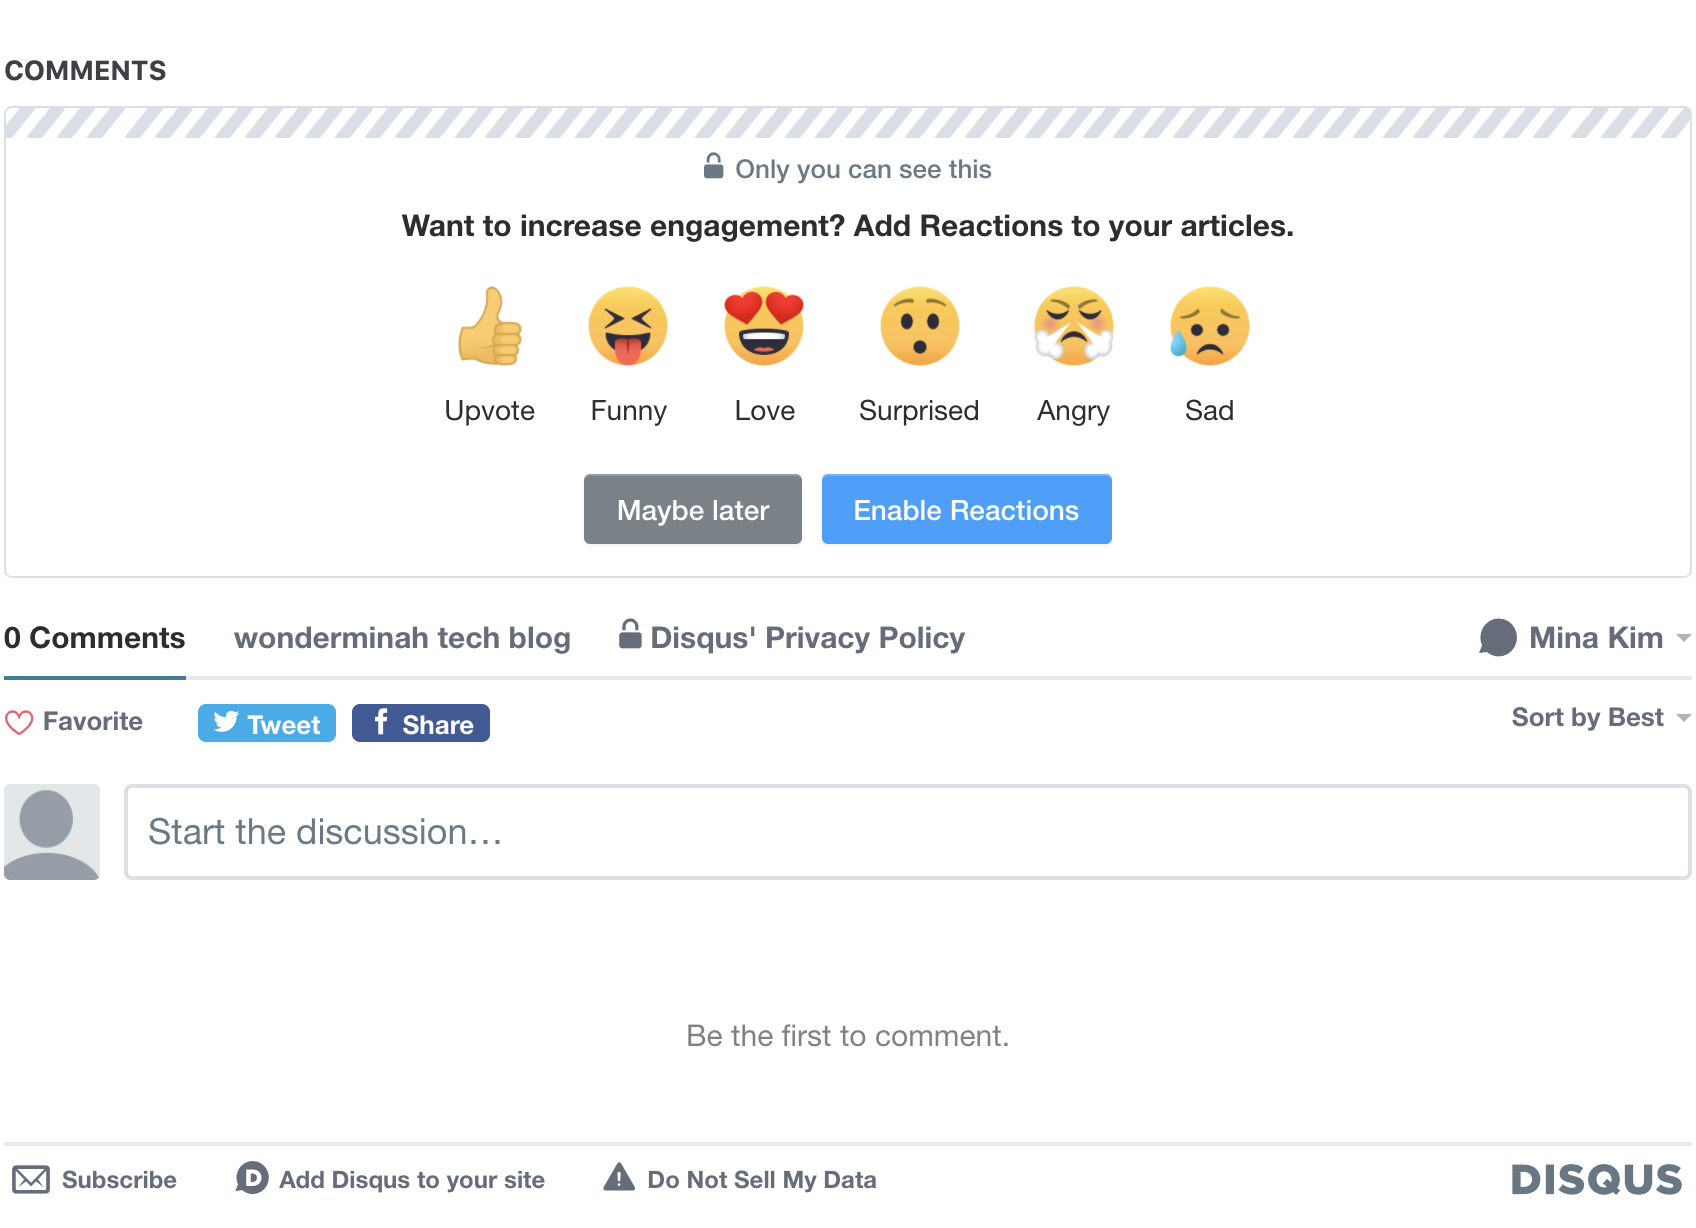 COMMENTS
Only you can see this
Want to increase engagement? Add Reactions to your articles.
Upvote Funny Love Surprised Angry Sad
Maybe later Enable Reactions
0 Comments wonderminah tech blog Disqus' Privacy Policy Mina Kim
Favorite Tweet f Share Sort by Best
Start the discussion…
Be the first to comment.
Subscribe D Add Disqus to your site Do Not Sell My Data DISQUS